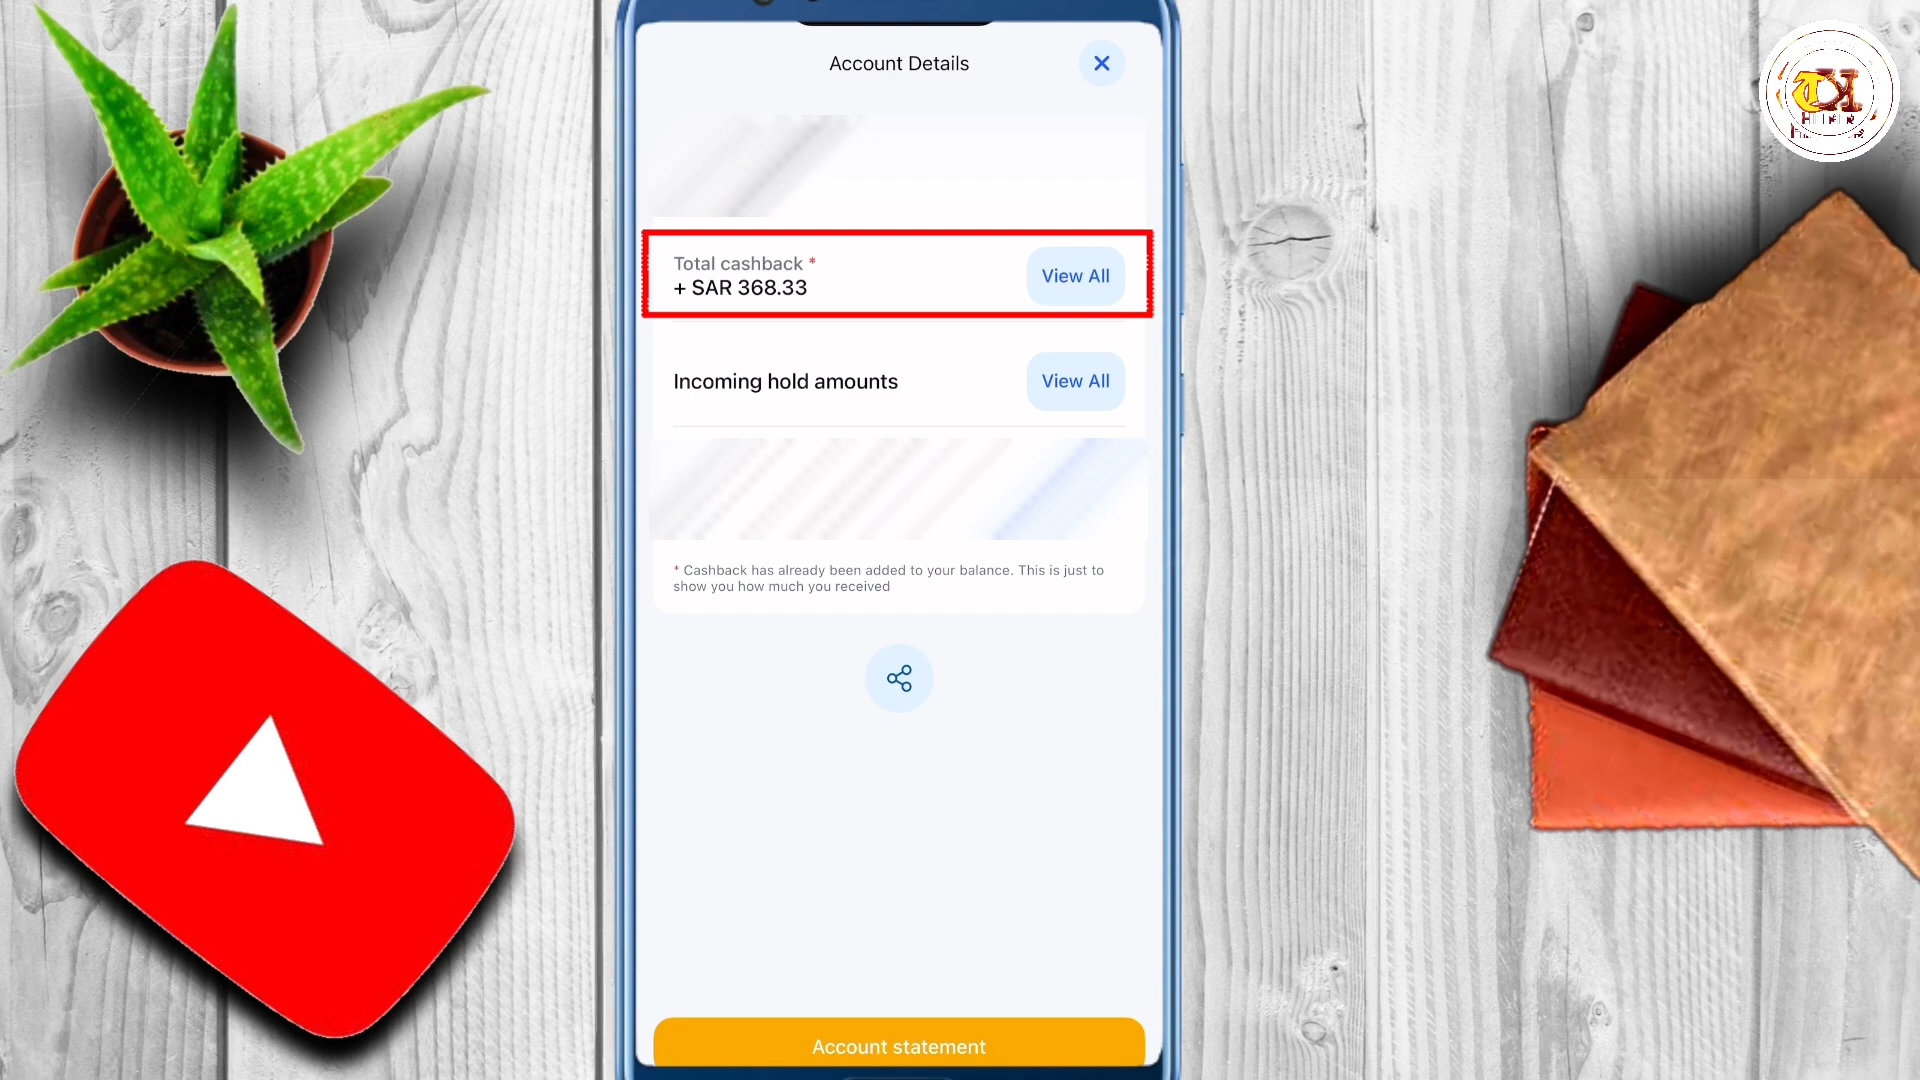 Account Details
Total cashback *
+ SAR 368.33
View All
Incoming hold amounts
View All
* Cashback has already been added to your balance. This is just to
show you how much you received
Account statement